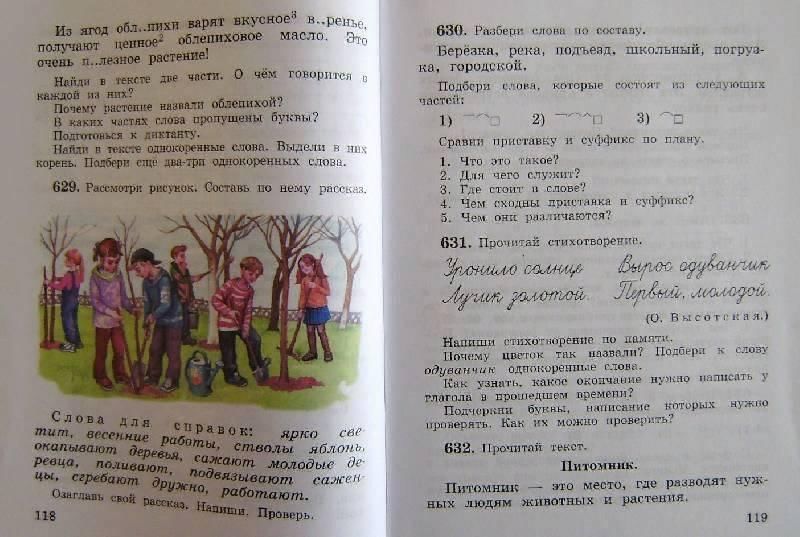 Из ягод обл..пихи варят вкусное³ в..ренье,
получают ценное² облепиховое масло. Это
очень п..лезное растение!
Найди в тексте две части. О чём говорится в
каждой из них?
Почему растение назвали облепихой?
В каких частях слова пропущены буквы?
Подготовься к диктанту.
Найди в тексте однокоренные слова. Выдели в них
корень. Подбери ещё два-три однокоренных слова.
629. Рассмотри рисунок. Составь по нему рассказ.
Слова для справок: ярко све-
тит, весенние работы, стволы яблонь,
окапывают деревья, сажают молодые де-
ревца, поливают, подвязывают сажен-
цы, сгребают дружно, работают.
Озаглавь свой рассказ. Напиши. Проверь.
118
630. Разбери слова по составу.
Берёзка, река, подъезд, школьный, погруз-
ка, городской.
Подбери слова, которые состоят из следующих
частей:
1) 2) 3)
Сравни приставку и суффикс по плану.
1. Что это такое?
2. Для чего служит?
3. Где стоит в слове?
4. Чем сходны приставка и суффикс?
5. Чем они различаются?
631. Прочитай стихотворение.
Уронило солнце Вырос одуванчик
Лучик золотой. Первый, молодой.
(О. Высотская.)
Напиши стихотворение по памяти.
Почему цветок так назвали? Подбери к слову
одуванчик однокоренные слова.
Как узнать, какое окончание нужно написать у
глагола в прошедшем времени?
Подчеркни буквы, написание которых нужно
проверять. Как их можно проверить?
632. Прочитай текст.
Питомник.
Питомник — это место, где разводят нуж-
ных людям животных и растения.
119